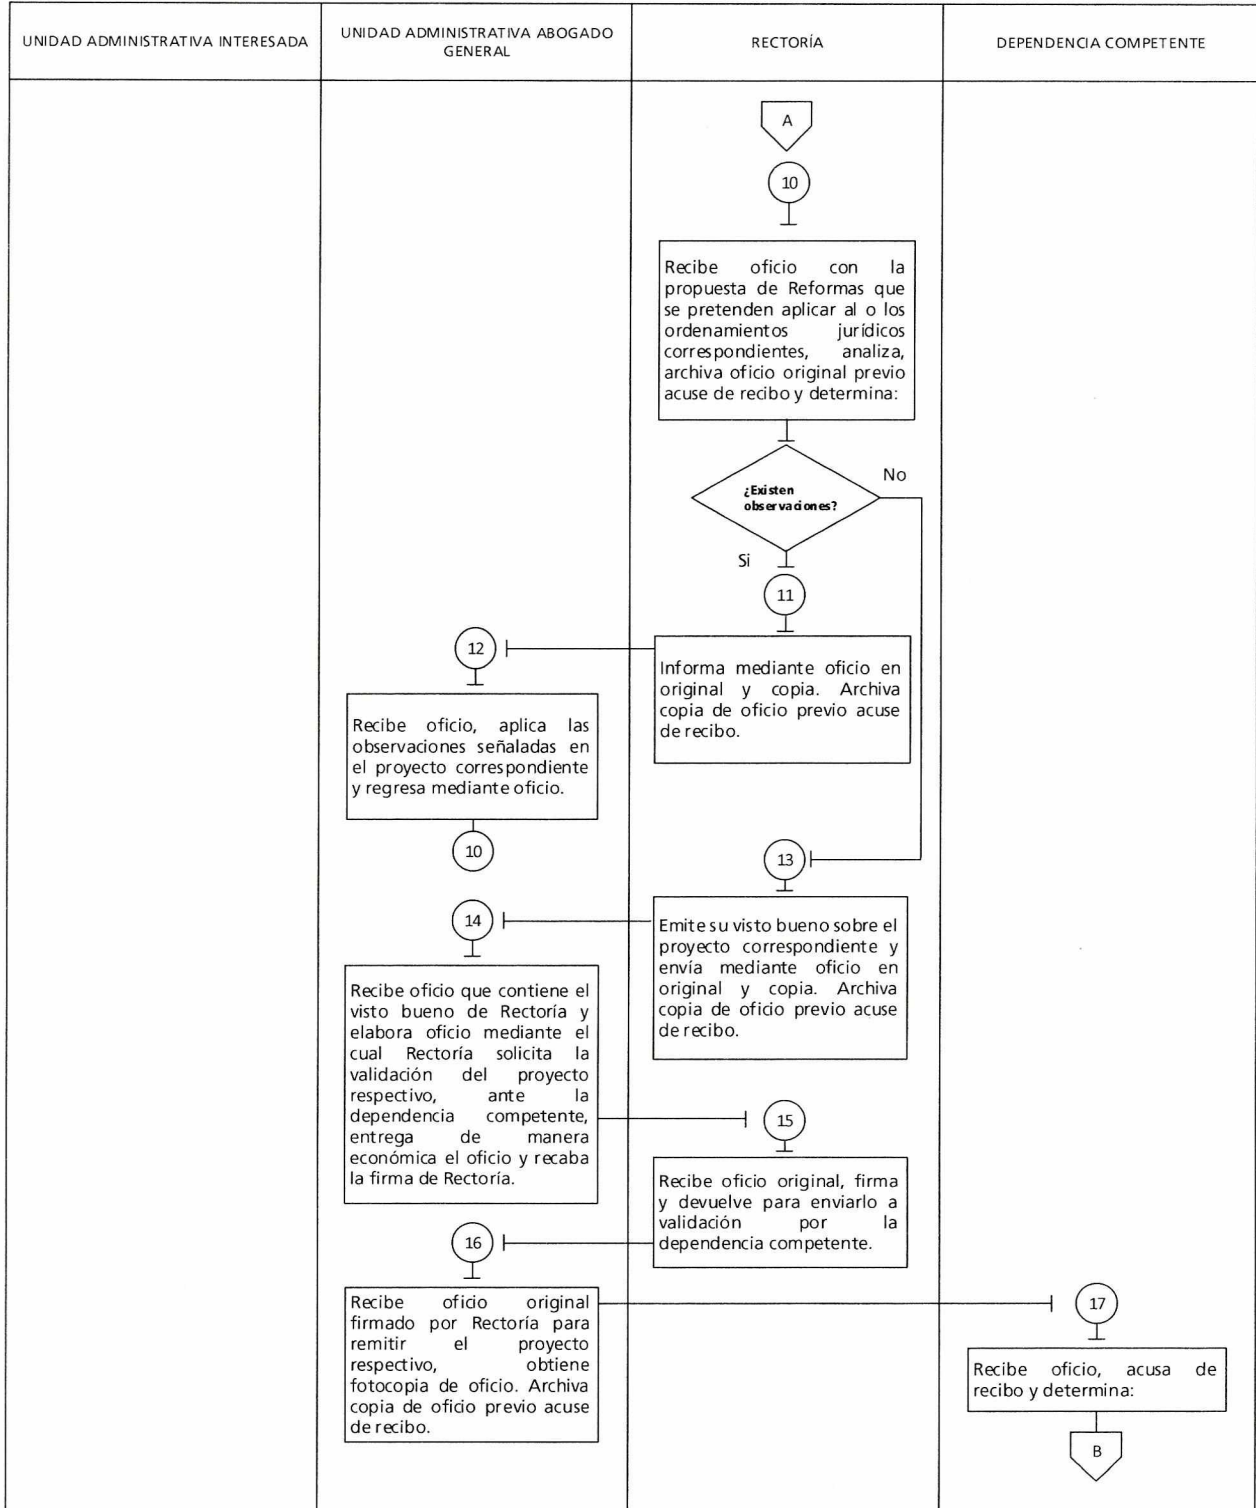 UNIDAD ADMINISTRATIVA INTERESADA
UNIDAD ADMINISTRATIVA ABOGADO
GENERAL
RECTORÍA
DEPENDENCIA COMPETENTE
A
10
Recibe oficio con la
propuesta de Reformas que
se pretenden aplicar al o los
ordenamientos jurídicos
correspondientes, analiza,
archiva oficio original previo
acuse de recibo y determina:
¿Existen
observaciones?
No
Si
11
Informa mediante oficio en
original y copia. Archiva
copia de oficio previo acuse
de recibo.
12
Recibe oficio, aplica las
observaciones señaladas en
el proyecto correspondiente
y regresa mediante oficio.
10
13
Emite su visto bueno sobre el
proyecto correspondiente y
envía mediante oficio en
original y copia. Archiva
copia de oficio previo acuse
de recibo.
14
Recibe oficio que contiene el
visto bueno de Rectoría y
elabora oficio mediante el
cual Rectoría solicita la
validación del proyecto
respectivo, ante la
dependencia competente,
entrega de manera
económica el oficio y recaba
la firma de Rectoría.
15
Recibe oficio original, firma
y devuelve para enviarlo a
validación por la
dependencia competente.
16
Recibe oficio original
firmado por Rectoría para
remitir el proyecto
respectivo, obtiene
fotocopia de oficio. Archiva
copia de oficio previo acuse
de recibo.
17
Recibe oficio, acusa de
recibo y determina:
B